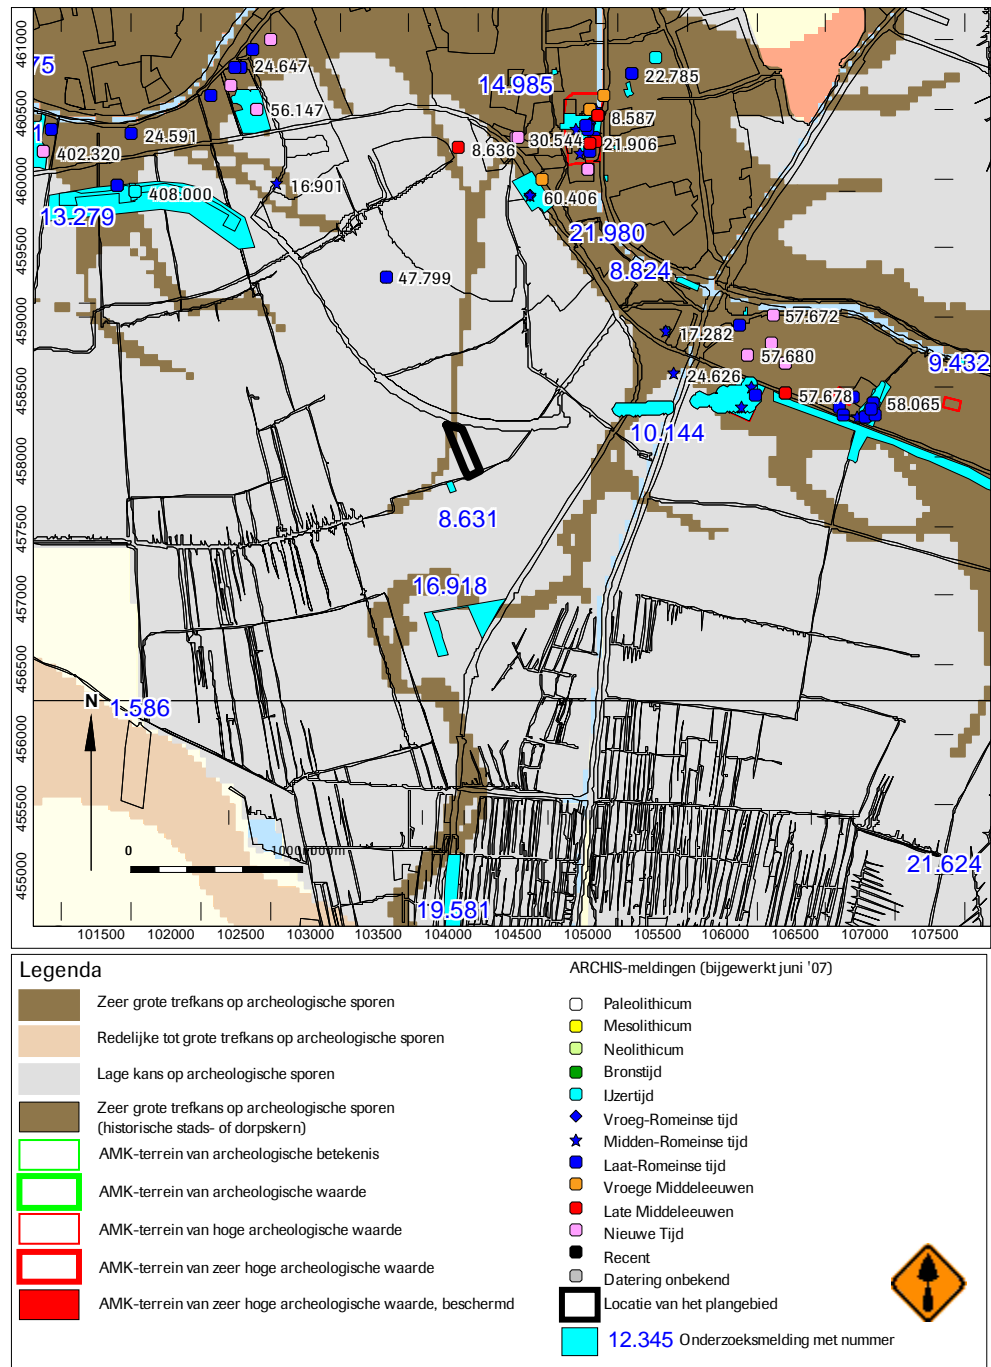 461000
460500
460000
459500
459000
458500
458000
457500
457000
456500
456000
455500
455000
75
24.647
14.985
22.785
56.147
8.587
1
24.591
30.544
21.906
402.320
8.636
16.901
408.000
60.406
13.279
21.980
8.824
47.799
57.672
17.282
57.680
9.432
24.626
57.678
58.065
10.144
8.631
16.918
N
1.586
0
1000
21.624
19.581
101500 102000 102500 103000 103500 104000 104500 105000 105500 106000 106500 107000 107500
Legenda
Zeer grote trefkans op archeologische sporen
Redelijke tot grote trefkans op archeologische sporen
Lage kans op archeologische sporen
Zeer grote trefkans op archeologische sporen
(historische stads- of dorpskern)
AMK-terrein van archeologische betekenis
AMK-terrein van archeologische waarde
AMK-terrein van hoge archeologische waarde
AMK-terrein van zeer hoge archeologische waarde
AMK-terrein van zeer hoge archeologische waarde, beschermd
ARCHIS-meldingen (bijgewerkt juni '07)
Paleolithicum
Mesolithicum
Neolithicum
Bronstijd
IJzertijd
Vroeg-Romeinse tijd
Midden-Romeinse tijd
Laat-Romeinse tijd
Vroege Middeleeuwen
Late Middeleeuwen
Nieuwe Tijd
Recent
Datering onbekend
Locatie van het plangebied
12.345 Onderzoeksmelding met nummer